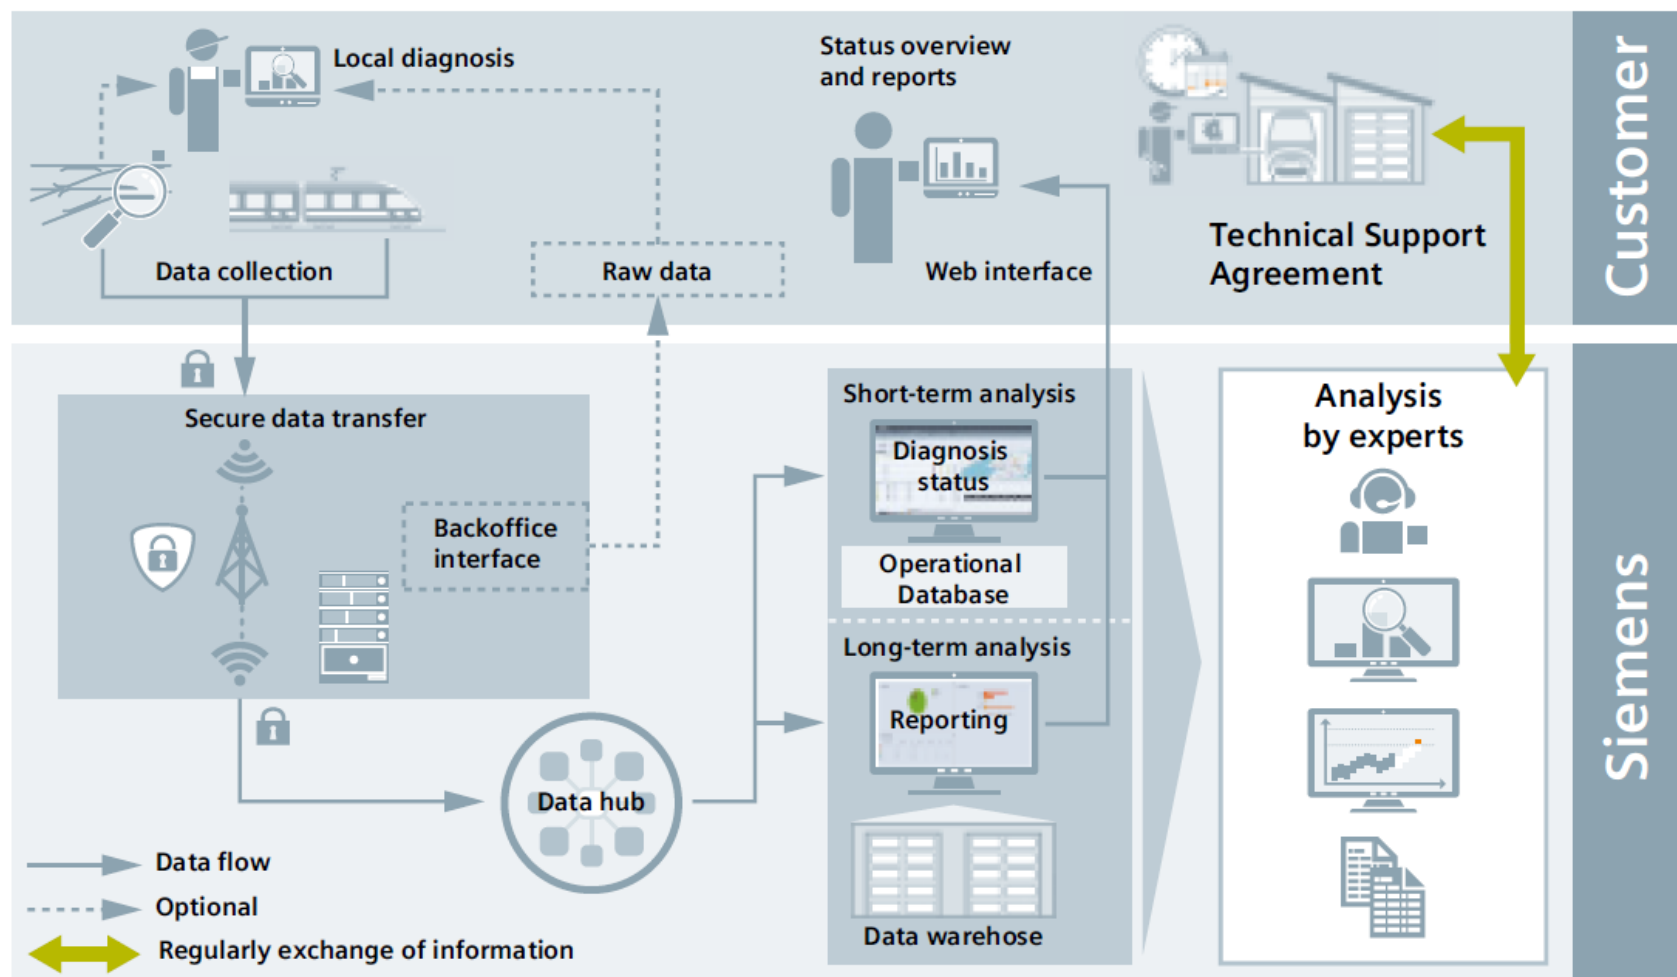 Local diagnosis
Status overview
and reports
Data collection
Raw data
Web interface
Technical Support
Agreement
Customer
Secure data transfer
Backoffice
interface
Data hub
Short-term analysis
Diagnosis
status
Operational
Database
Long-term analysis
Reporting
Data warehose
Analysis
by experts
Siemens
Data flow
Optional
Regularly exchange of information